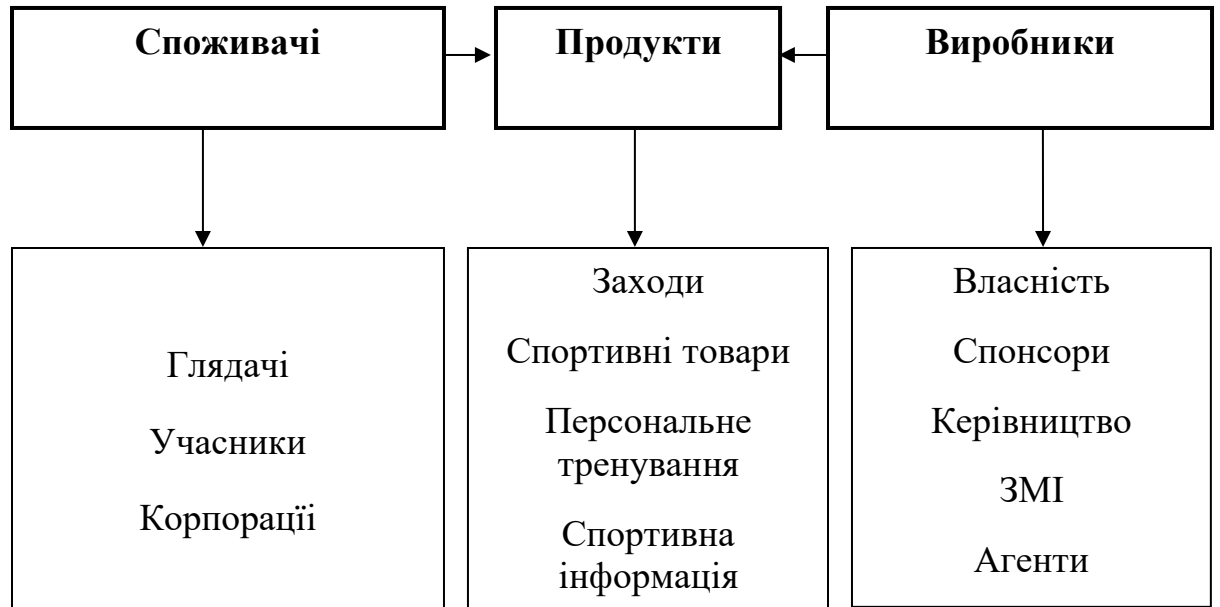 Споживачі
Продукти
Виробники
Глядачі
Учасники
Корпорації
Заходи
Спортивні товари
Персональне
тренування
Спортивна
інформація
Власність
Спонсори
Керівництво
ЗМІ
Агенти